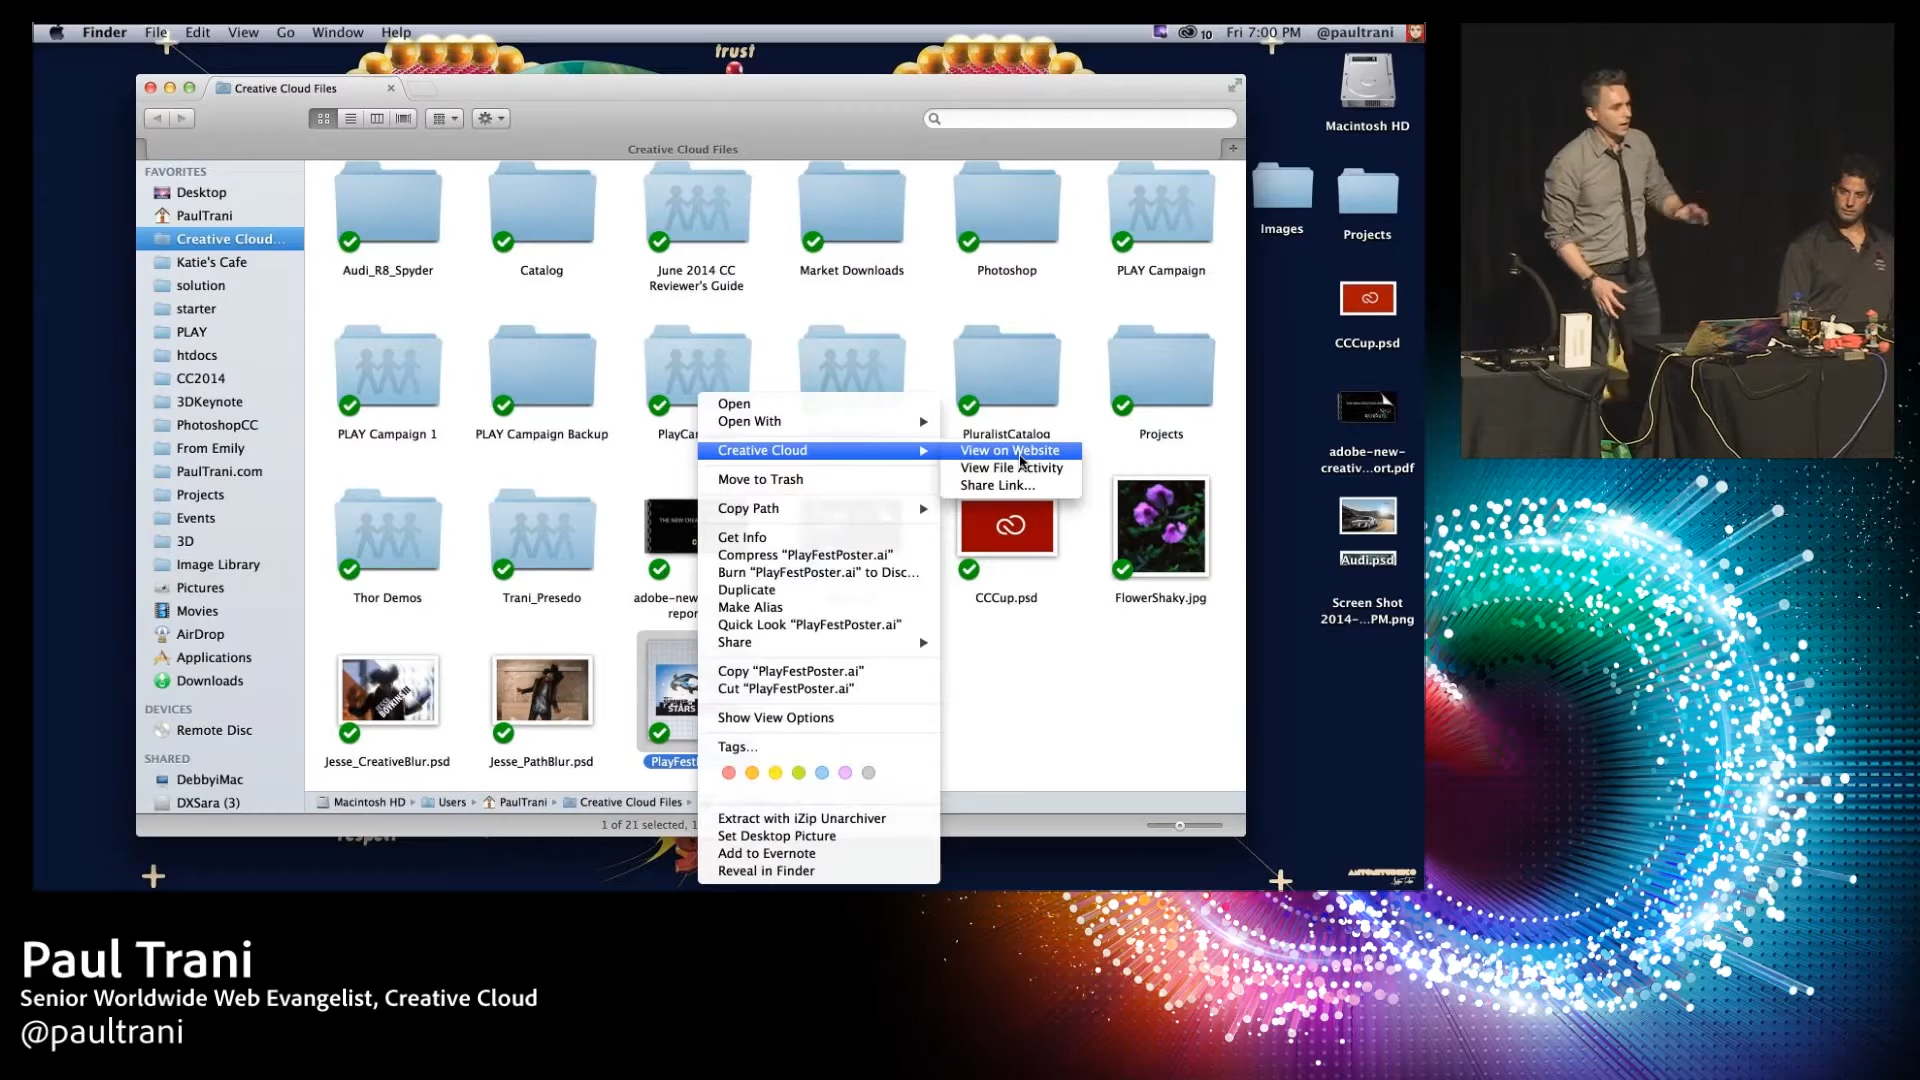 Finder File Edit View Go Window Help
10 Fri 7:00 PM @paultrani
trust
Creative Cloud Files
Creative Cloud Files
FAVORITES
Desktop
PaulTrani
Creative Cloud...
Katie's Cafe
solution
starter
PLAY
htdocs
CC2014
3DKeynote
PhotoshopCC
From Emily
PaulTrani.com
Projects
Events
3D
Image Library
Pictures
Movies
AirDrop
Applications
Downloads
DEVICES
Remote Disc
SHARED
DebbyiMac
DXSara (3)
Audi_R8_Spyder
Catalog
June 2014 CC
Reviewer's Guide
Market Downloads
Photoshop
PLAY Campaign
PLAY Campaign 1
PLAY Campaign Backup
PlayCar
PluralistCatalog
Projects
Thor Demos
Trani_Presedo
THE NEW CREA
adobe-new
repor
CCCup.psd
FlowerShaky.jpg
Jesse_CreativeBlur.psd
Jesse_PathBlur.psd
STARS
PlayFestI
Open
Open With
Creative Cloud
Move to Trash
Copy Path
Get Info
Compress “PlayFestPoster.ai”
Burn “PlayFestPoster.ai” to Disc...
Duplicate
Make Alias
Quick Look “PlayFestPoster.ai”
Share
Copy “PlayFestPoster.ai”
Cut “PlayFestPoster.ai”
Show View Options
Tags...
Extract with iZip Unarchiver
Set Desktop Picture
Add to Evernote
Reveal in Finder
View on Website
View File Activity
Share Link...
Macintosh HD Users PaulTrani Creative Cloud Files
1 of 21 selected, 1
Macintosh HD
Images
Projects
CCCup.psd
adobe-new-
creativ...ort.pdf
Audi.psd
Screen Shot
2014-...PM.png
respect
Paul Trani
Senior Worldwide Web Evangelist, Creative Cloud
@paultrani